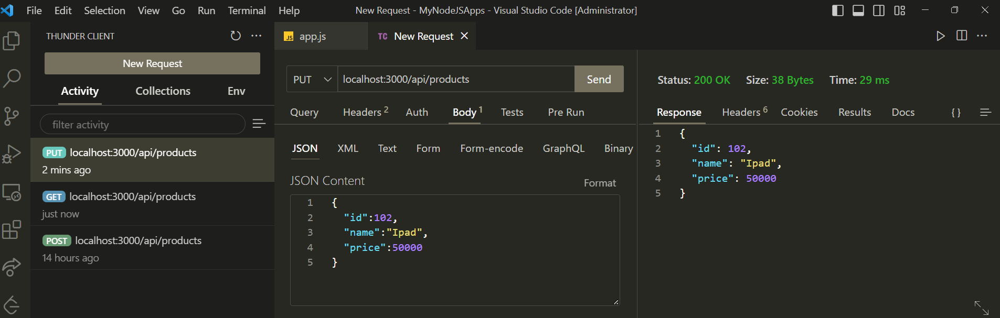 File Edit Selection View Go Run Terminal Help New Request - MyNodeJSApps - Visual Studio Code [Administrator]
THUNDER CLIENT
New Request
Activity Collections Env
filter activity
PUT localhost:3000/api/products
2 mins ago
GET localhost:3000/api/products
just now
POST localhost:3000/api/products
14 hours ago
JS app.js TC New Request
PUT localhost:3000/api/products Send
Query Headers 2 Auth Body 1 Tests Pre Run
JSON XML Text Form Form-encode GraphQL Binary
JSON Content Format
1 {
2 "id":102,
3 "name":"Ipad",
4 "price":50000
5 }
Status: 200 OK Size: 38 Bytes Time: 29 ms
Response Headers 6 Cookies Results Docs { }
1 {
2 "id": 102,
3 "name": "Ipad",
4 "price": 50000
5 }